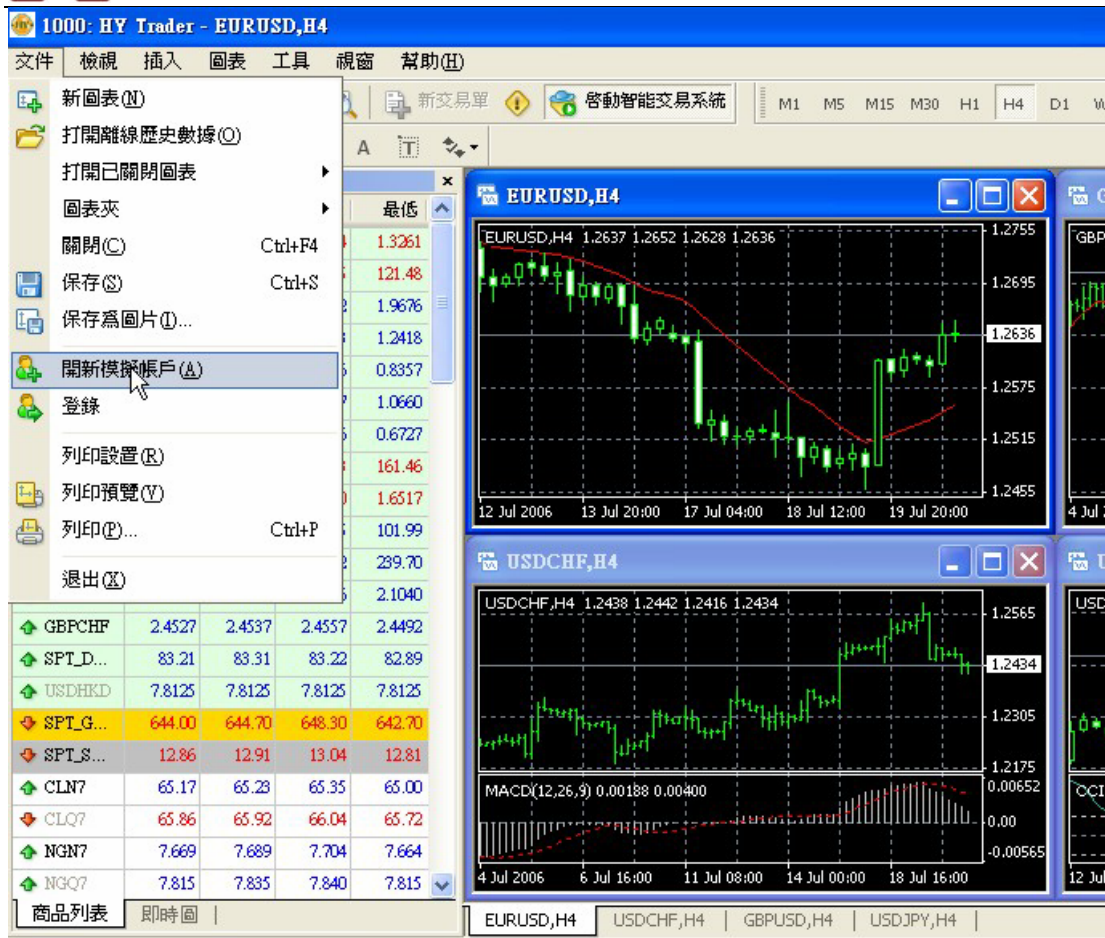 1000: HY Trader - EURUSD,H4
文件 檢視 插入 圖表 工具 視窗 幫助(H)
新圖表(N)
新交易單 啓動智能交易系統 M1 M5 M15 M30 H1 H4 D1
打開離線歷史數據(O)
A T
打開已關閉圖表
圖表夾
最低
關閉(C) Ctrl+F4
1.3261
保存(S) Ctrl+S
121.48
1.9676
保存爲圖片(I)...
1.2418
開新模擬帳戶(A)
0.8357
登錄
1.0660
0.6727
列印設置(R)
161.46
列印預覽(V)
1.6517
列印(P)... Ctrl+P
101.99
239.70
退出(X)
2.1040
GBPCHF 2.4527 2.4537 2.4557 2.4492
SPT_D... 83.21 83.31 83.22 82.89
USDHKD 7.8125 7.8125 7.8125 7.8125
SPT_G... 644.00 644.70 648.30 642.70
SPT_S... 12.86 12.91 13.04 12.81
CLN7 65.17 65.23 65.35 65.00
CLQ7 65.86 65.92 66.04 65.72
NGN7 7.669 7.689 7.704 7.664
NGQ7 7.815 7.835 7.840 7.815
商品列表 即時圖
EURUSD,H4
EURUSD,H4 1.2637 1.2652 1.2628 1.2636
1.2755
1.2695
1.2636
1.2575
1.2515
1.2455
12 Jul 2006 13 Jul 20:00 17 Jul 04:00 18 Jul 12:00 19 Jul 20:00
USDCHF,H4
USDCHF,H4 1.2438 1.2442 1.2416 1.2434
1.2565
1.2434
1.2305
1.2175
MACD(12,26,9) 0.00188 0.00400
0.00652
0.00
-0.00565
4 Jul 2006 6 Jul 16:00 11 Jul 08:00 14 Jul 00:00 18 Jul 16:00
GBP
4 Jul
USD
CCI
12 Ju
EURUSD,H4 USDCHF,H4 GBPUSD,H4 USDJPY,H4